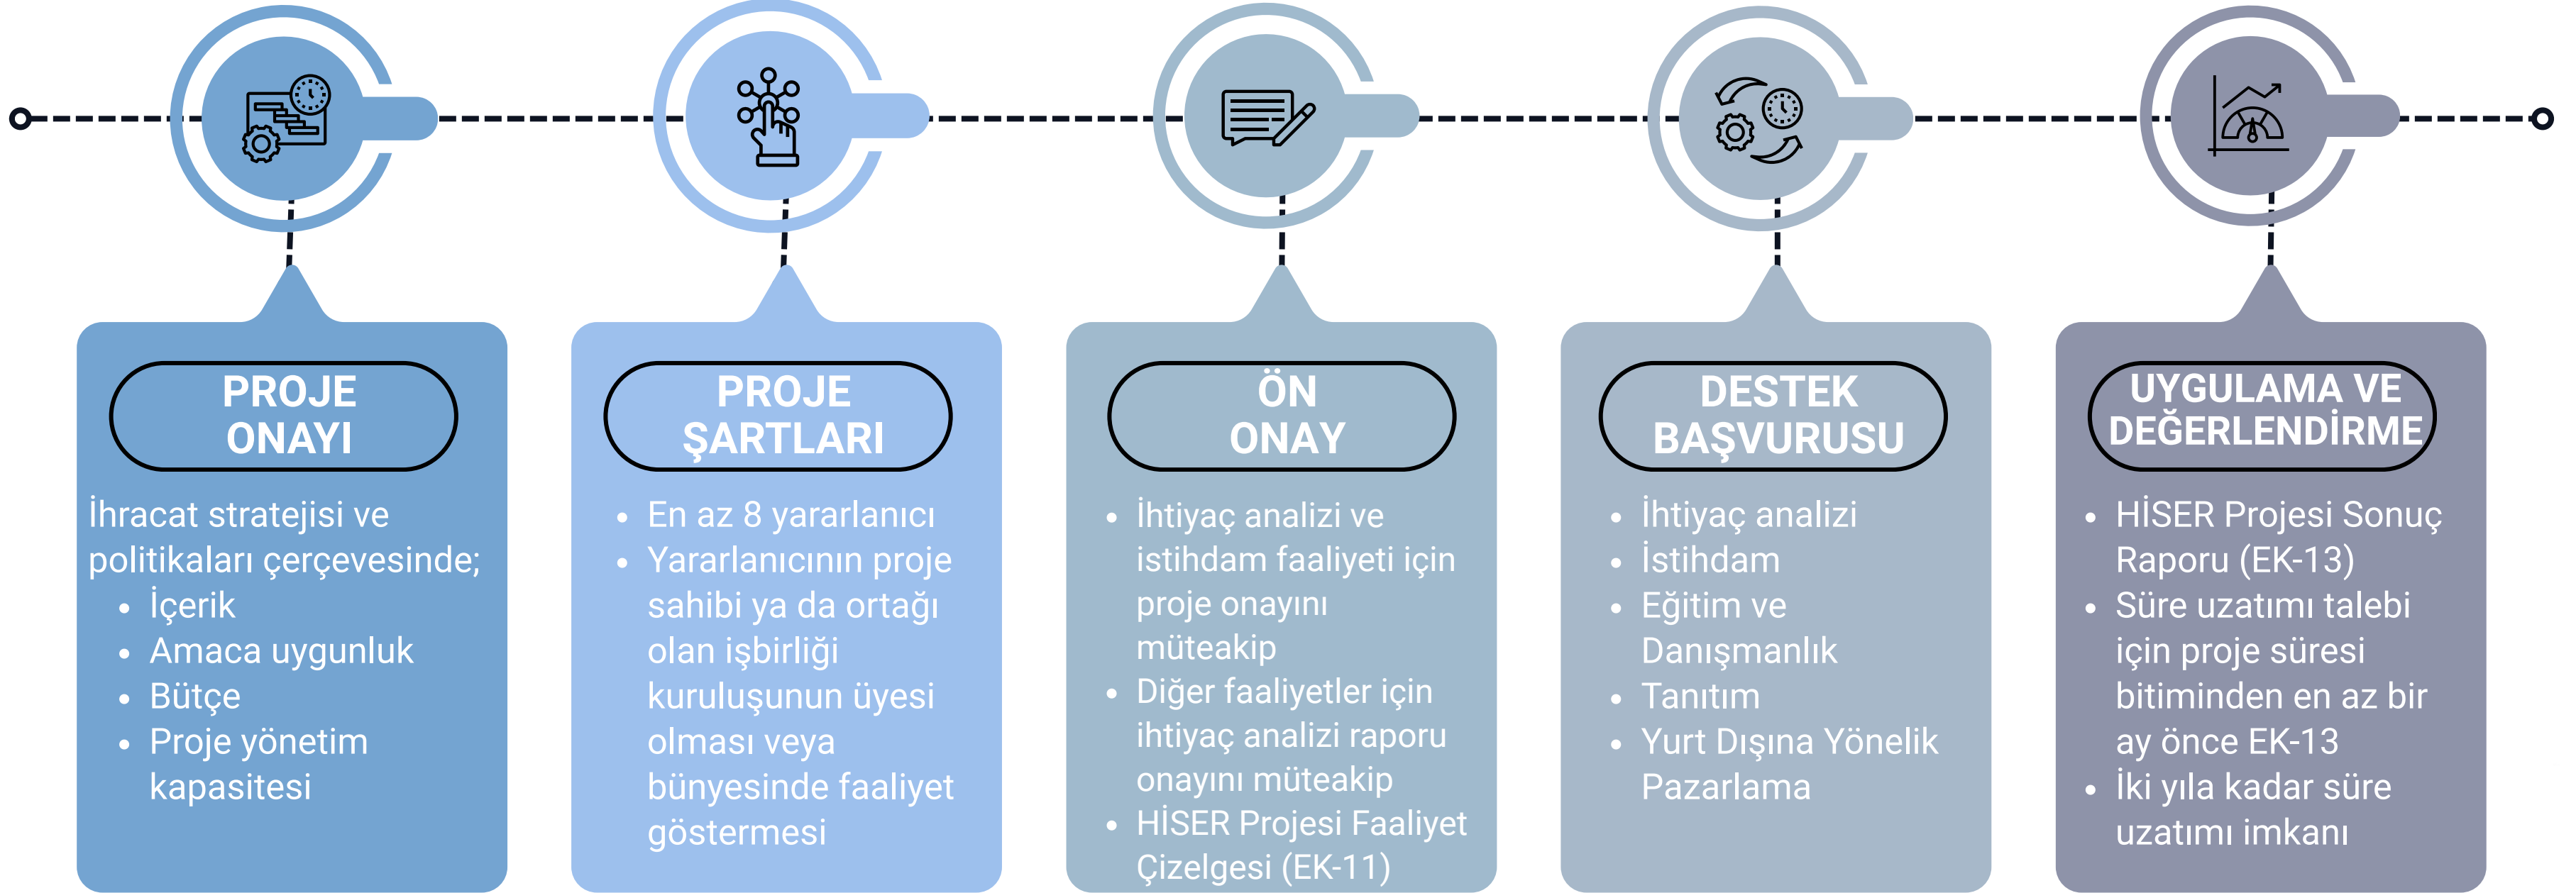 PROJE
ONAYI
İhracat stratejisi ve
politikaları çerçevesinde;
• İçerik
• Amaca uygunluk
• Bütçe
• Proje yönetim
kapasitesi
PROJE
ŞARTLARI
• En az 8 yararlanıcı
• Yararlanıcının proje
sahibi ya da ortağı
olan işbirliği
kuruluşunun üyesi
olması veya
bünyesinde faaliyet
göstermesi
ÖN
ONAY
• İhtiyaç analizi ve
istihdam faaliyeti için
proje onayını
müteakip
• Diğer faaliyetler için
ihtiyaç analizi raporu
onayını müteakip
• HİSER Projesi Faaliyet
Çizelgesi (EK-11)
DESTEK
BAŞVURUSU
• İhtiyaç analizi
• İstihdam
• Eğitim ve
Danışmanlık
• Tanıtım
• Yurt Dışına Yönelik
Pazarlama
UYGULAMA VE
DEĞERLENDİRME
• HİSER Projesi Sonuç
Raporu (EK-13)
• Süre uzatımı talebi
için proje süresi
bitiminden en az bir
ay önce EK-13
• İki yıla kadar süre
uzatımı imkanı